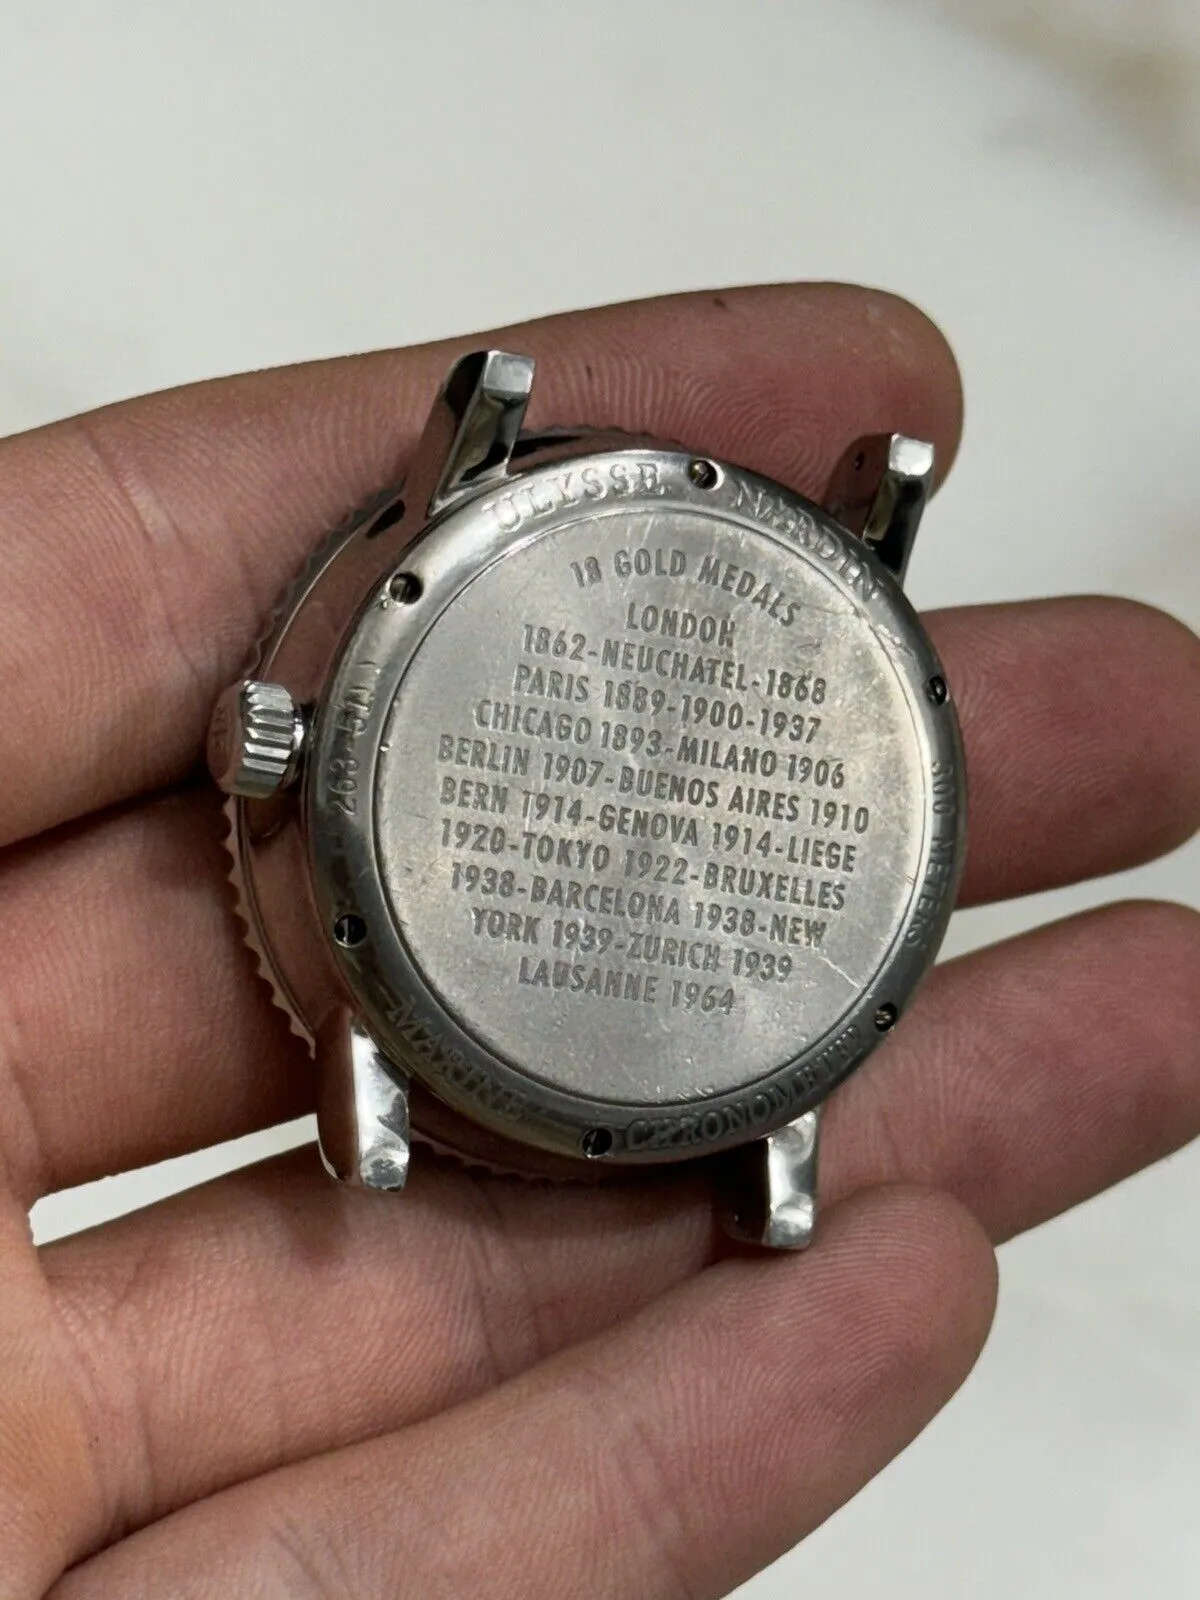 ULYSSE NARDIN
18 GOLD MEDALS
LONDON
1862-NEUCHATEL-1868
PARIS 1889-1900-1937
CHICAGO 1893-MILANO 1906
BERLIN 1907-BUENOS AIRES 1910
BERN 1914-GENOVA 1914-LIEGE
1920-TOKYO 1922-BRUXELLES
1938-BARCELONA 1938-NEW
YORK 1939-ZURICH 1939
LAUSANNE 1964
300 METERS
MARINE CHRONOMETER